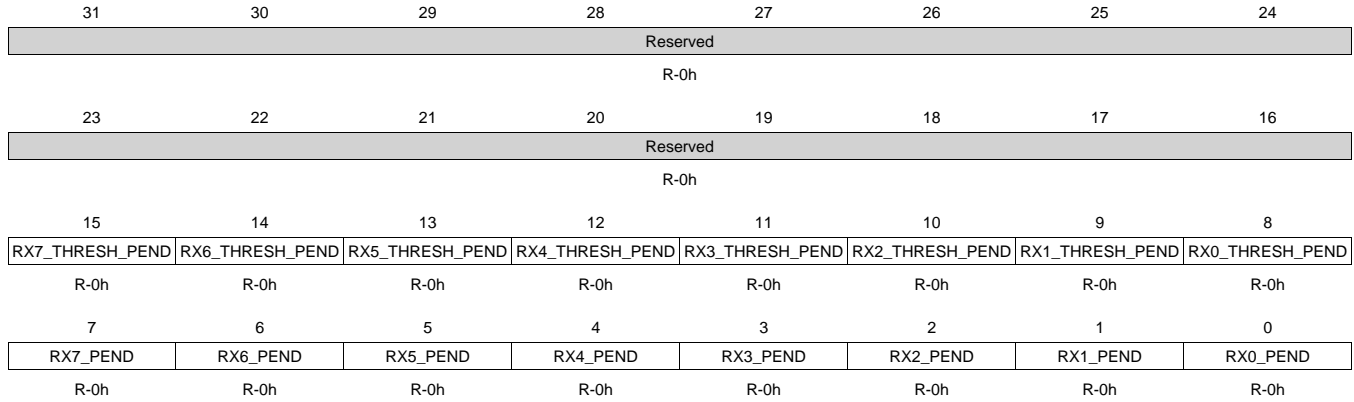 31 30 29 28 27 26 25 24
Reserved
R-0h
23 22 21 20 19 18 17 16
Reserved
R-0h
15 14 13 12 11 10 9 8
RX7_THRESH_PEND RX6_THRESH_PEND RX5_THRESH_PEND RX4_THRESH_PEND RX3_THRESH_PEND RX2_THRESH_PEND RX1_THRESH_PEND RX0_THRESH_PEND
R-0h R-0h R-0h R-0h R-0h R-0h R-0h R-0h
7 6 5 4 3 2 1 0
RX7_PEND RX6_PEND RX5_PEND RX4_PEND RX3_PEND RX2_PEND RX1_PEND RX0_PEND
R-0h R-0h R-0h R-0h R-0h R-0h R-0h R-0h